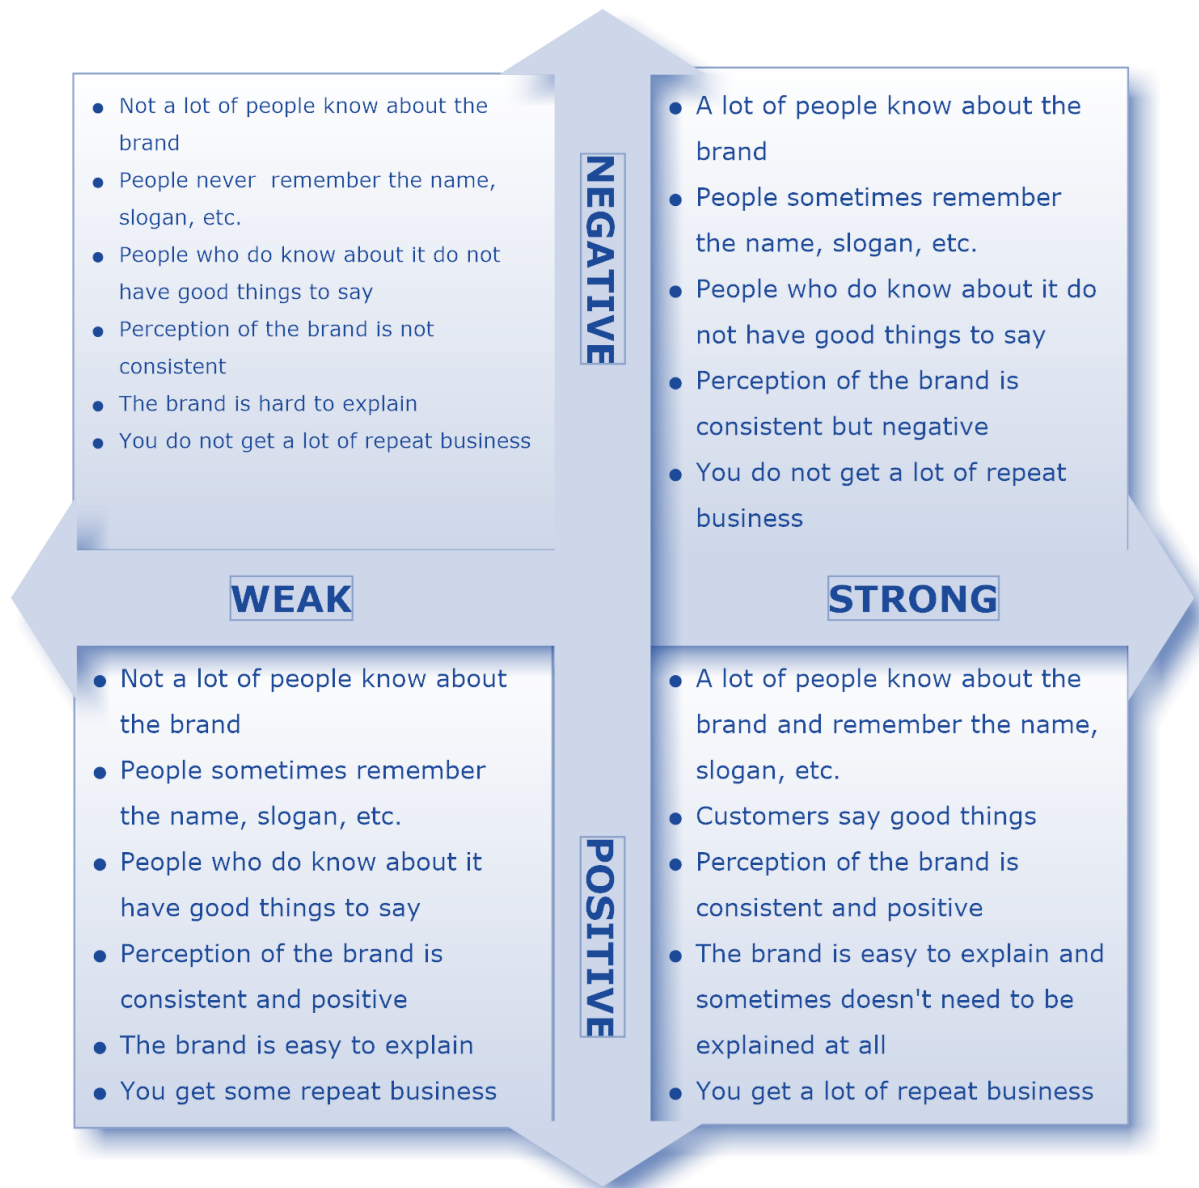 ● Not a lot of people know about the
brand
● People never  remember the name,
slogan, etc.
● People who do know about it do not
have good things to say
● Perception of the brand is not
consistent
● The brand is hard to explain
● You do not get a lot of repeat business
NEGATIVE
● A lot of people know about the
brand
● People sometimes remember
the name, slogan, etc.
● People who do know about it do
not have good things to say
● Perception of the brand is
consistent but negative
● You do not get a lot of repeat
business
WEAK
STRONG
● Not a lot of people know about
the brand
● People sometimes remember
the name, slogan, etc.
● People who do know about it
have good things to say
● Perception of the brand is
consistent and positive
● The brand is easy to explain
● You get some repeat business
POSITIVE
● A lot of people know about the
brand and remember the name,
slogan, etc.
● Customers say good things
● Perception of the brand is
consistent and positive
● The brand is easy to explain and
sometimes doesn't need to be
explained at all
● You get a lot of repeat business